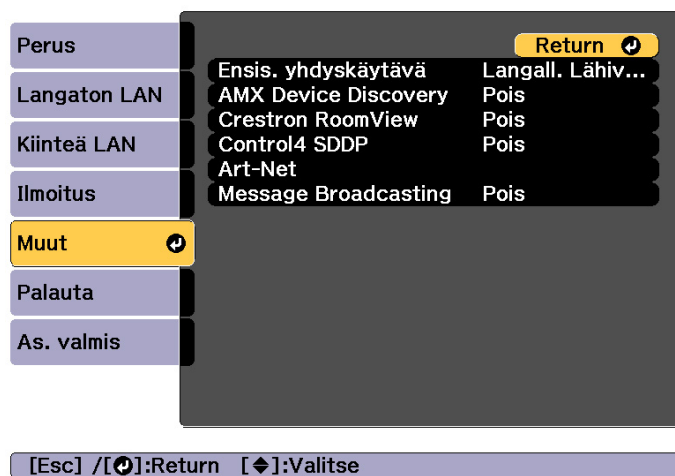 Perus
Langaton LAN
Kiinteä LAN
Ilmoitus
Muut
Palauta
As. valmis
Return
Ensis. yhdyskäytävä Langall. Lähiv...
AMX Device Discovery Pois
Crestron RoomView Pois
Control4 SDDP Pois
Art-Net
Message Broadcasting Pois
[Esc] /[ ]:Return [ ]:Valitse